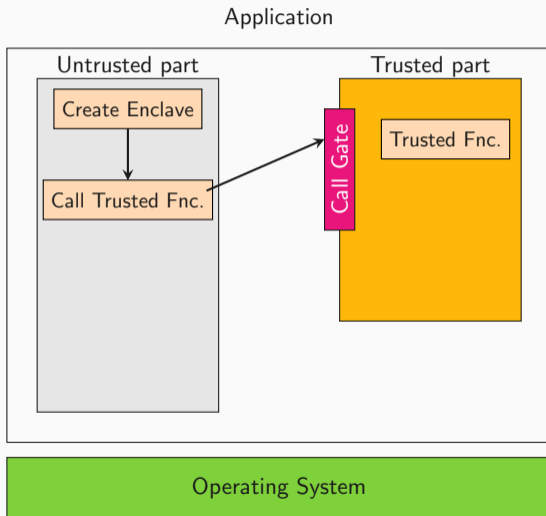 Application
Untrusted part
Trusted part
Create Enclave
Call Trusted Fnc.
Call Gate
Trusted Fnc.
Operating System